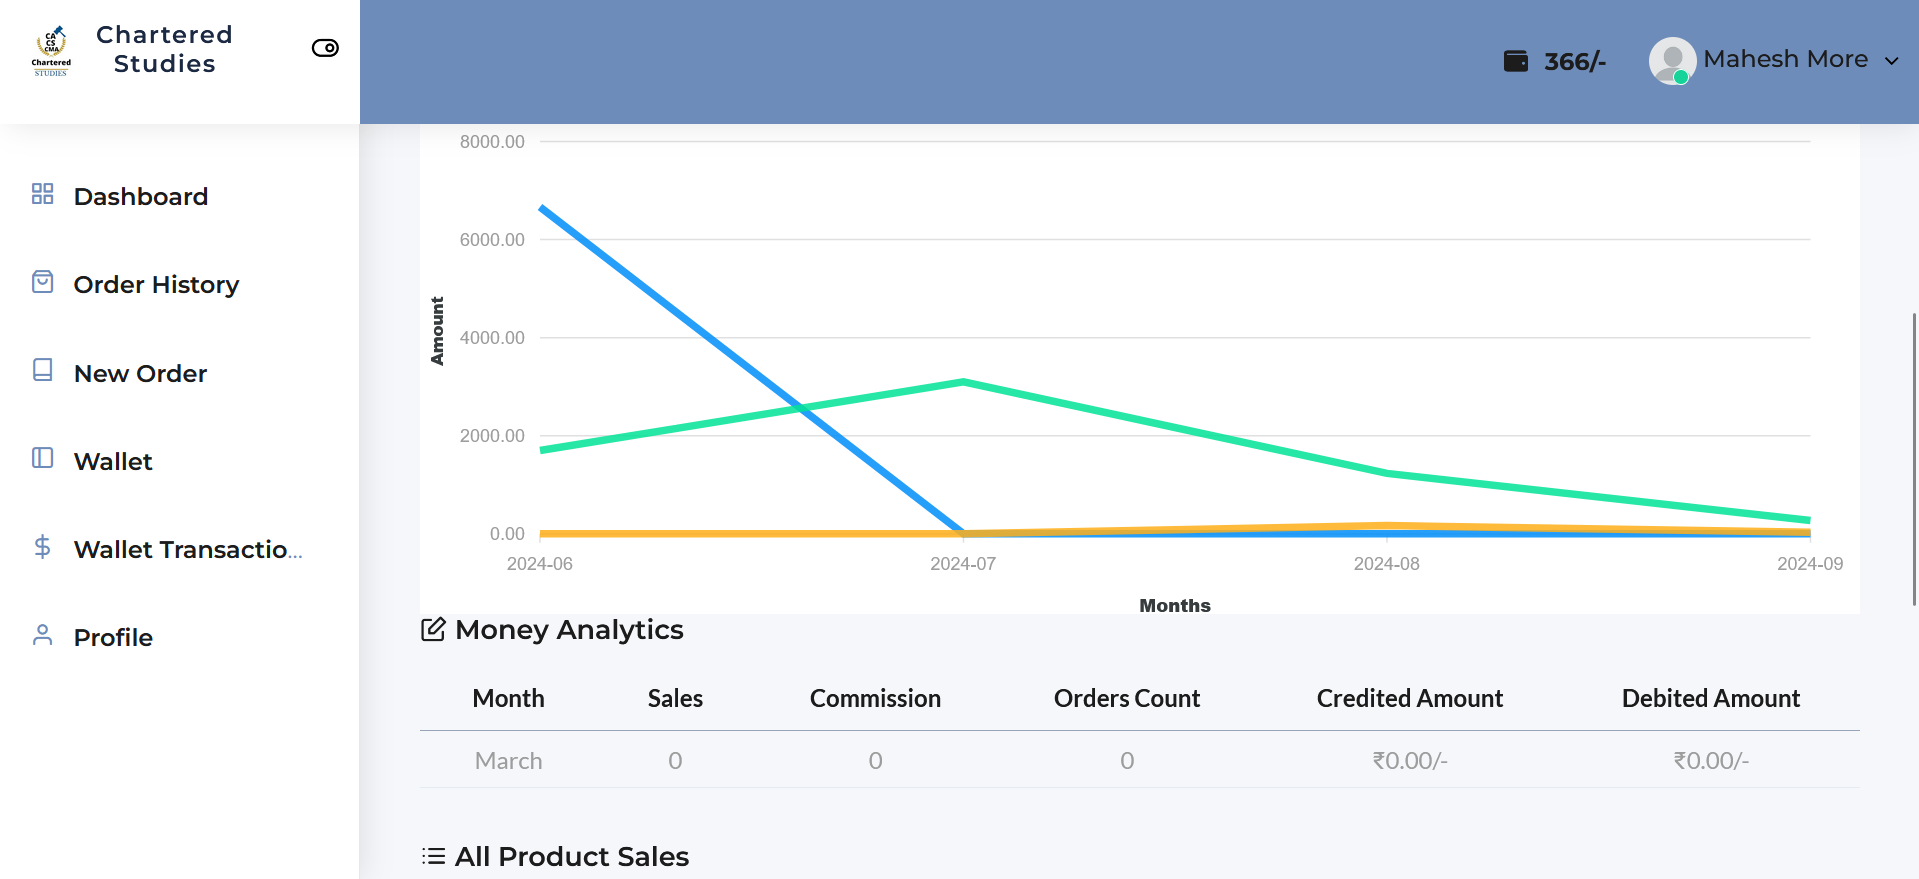 CA
CS
CMA
Chartered
STUDIES
Chartered
Studies
366/-
Mahesh More
Dashboard
Order History
New Order
Wallet
Wallet Transactio...
Profile
8000.00
6000.00
4000.00
2000.00
0.00
Amount
2024-06 2024-07 2024-08 2024-09
Months
Money Analytics
Month Sales Commission Orders Count Credited Amount Debited Amount
March 0 0 0 ₹0.00/- ₹0.00/-
All Product Sales